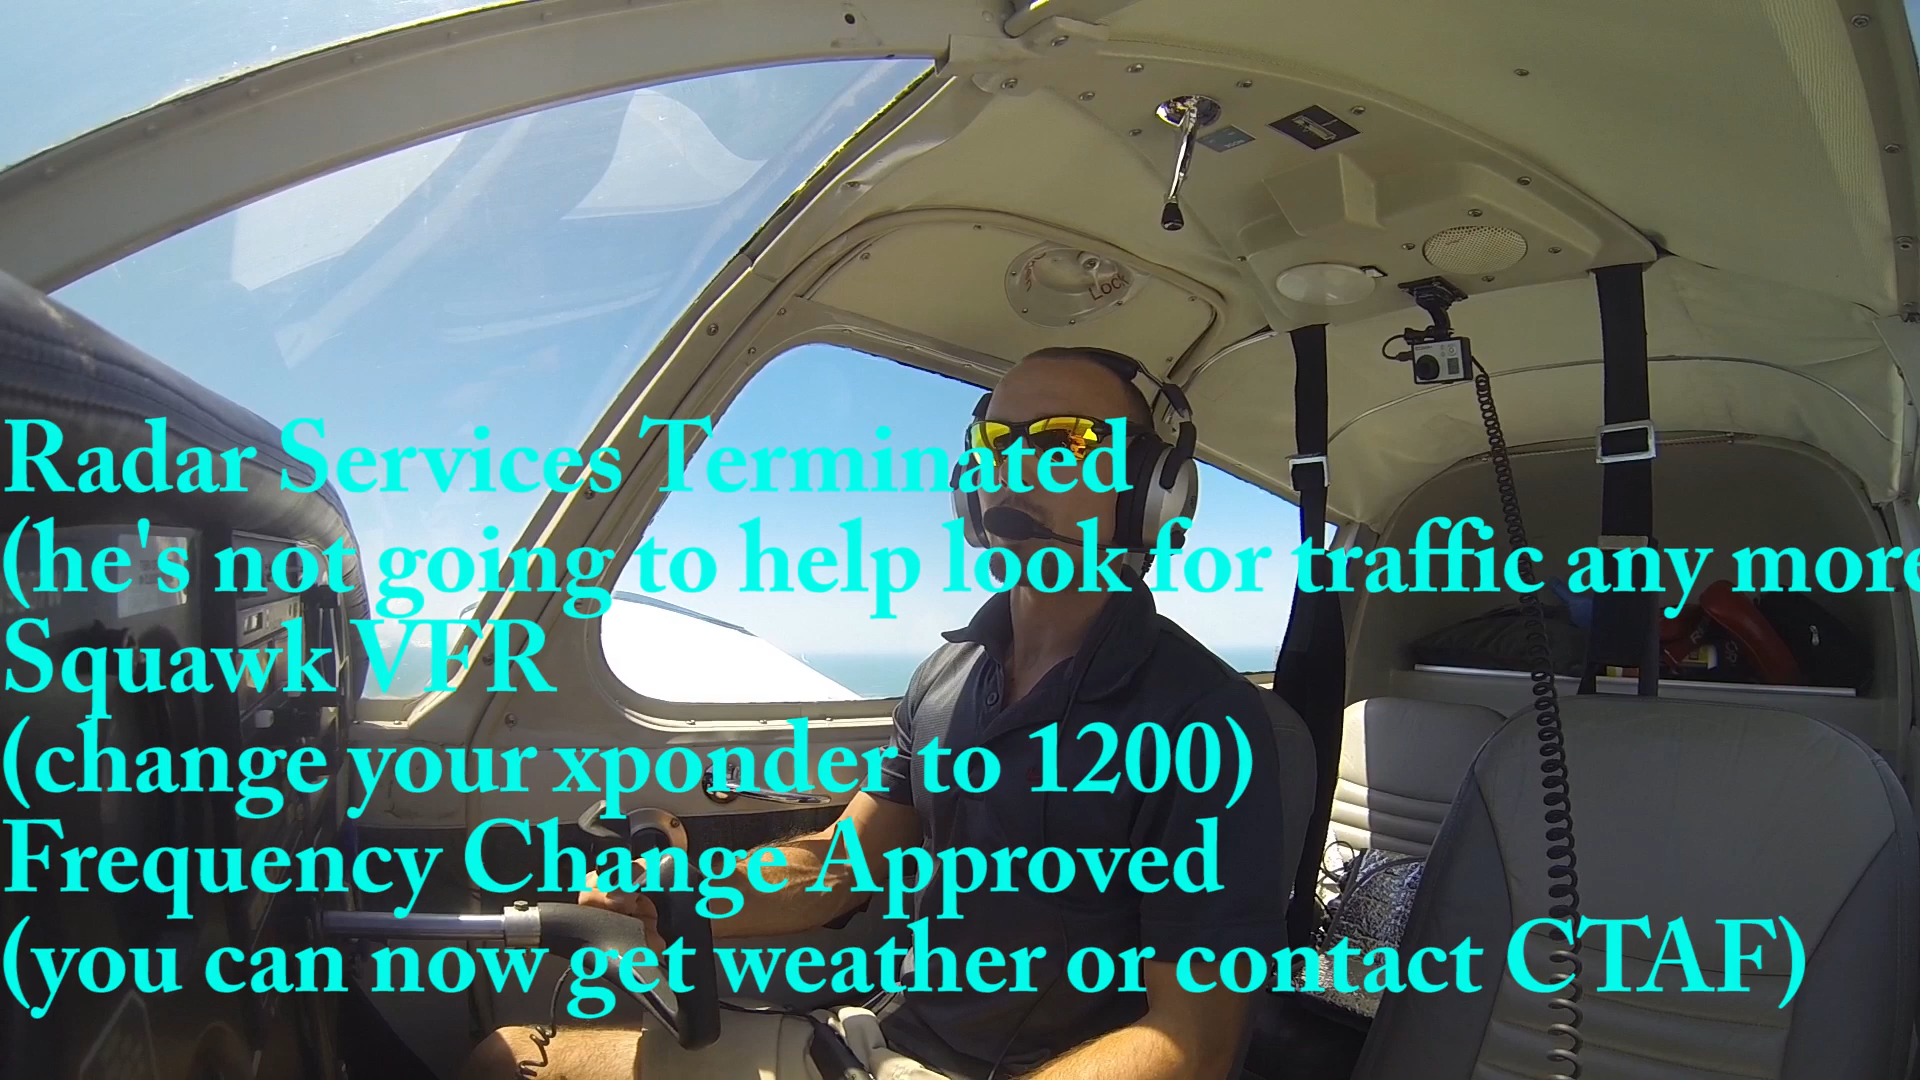 Radar Services Terminated
(he's not going to help look for traffic any more
Squawk VFR
(change your xponder to 1200)
Frequency Change Approved
(you can now get weather or contact CTAF)
Lock